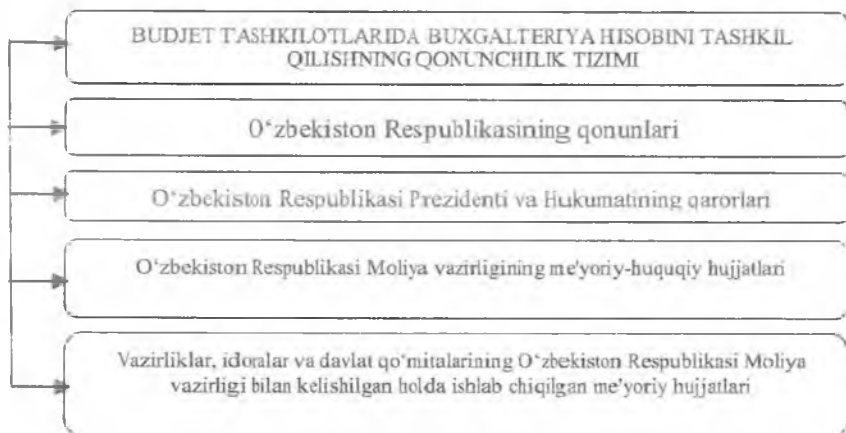 BUDJET TASHKILOTLARIDA BUXGALTERIYA HISOBINI TASHKIL
QILISHNING QONUNCHILIK TIZIMI
O‘zbekiston Respublikasining qonunlari
O‘zbekiston Respublikasi Prezidenti va Hukumatining qarorlari
O‘zbekiston Respublikasi Moliya vazirligining me'yoriy-huquqiy hujjatlari
Vazirliklar, idoralar va davlat qo‘mitalarining O‘zbekiston Respublikasi Moliya
vazirligi bilan kelishilgan holda ishlab chiqilgan me'yoriy hujjatlari